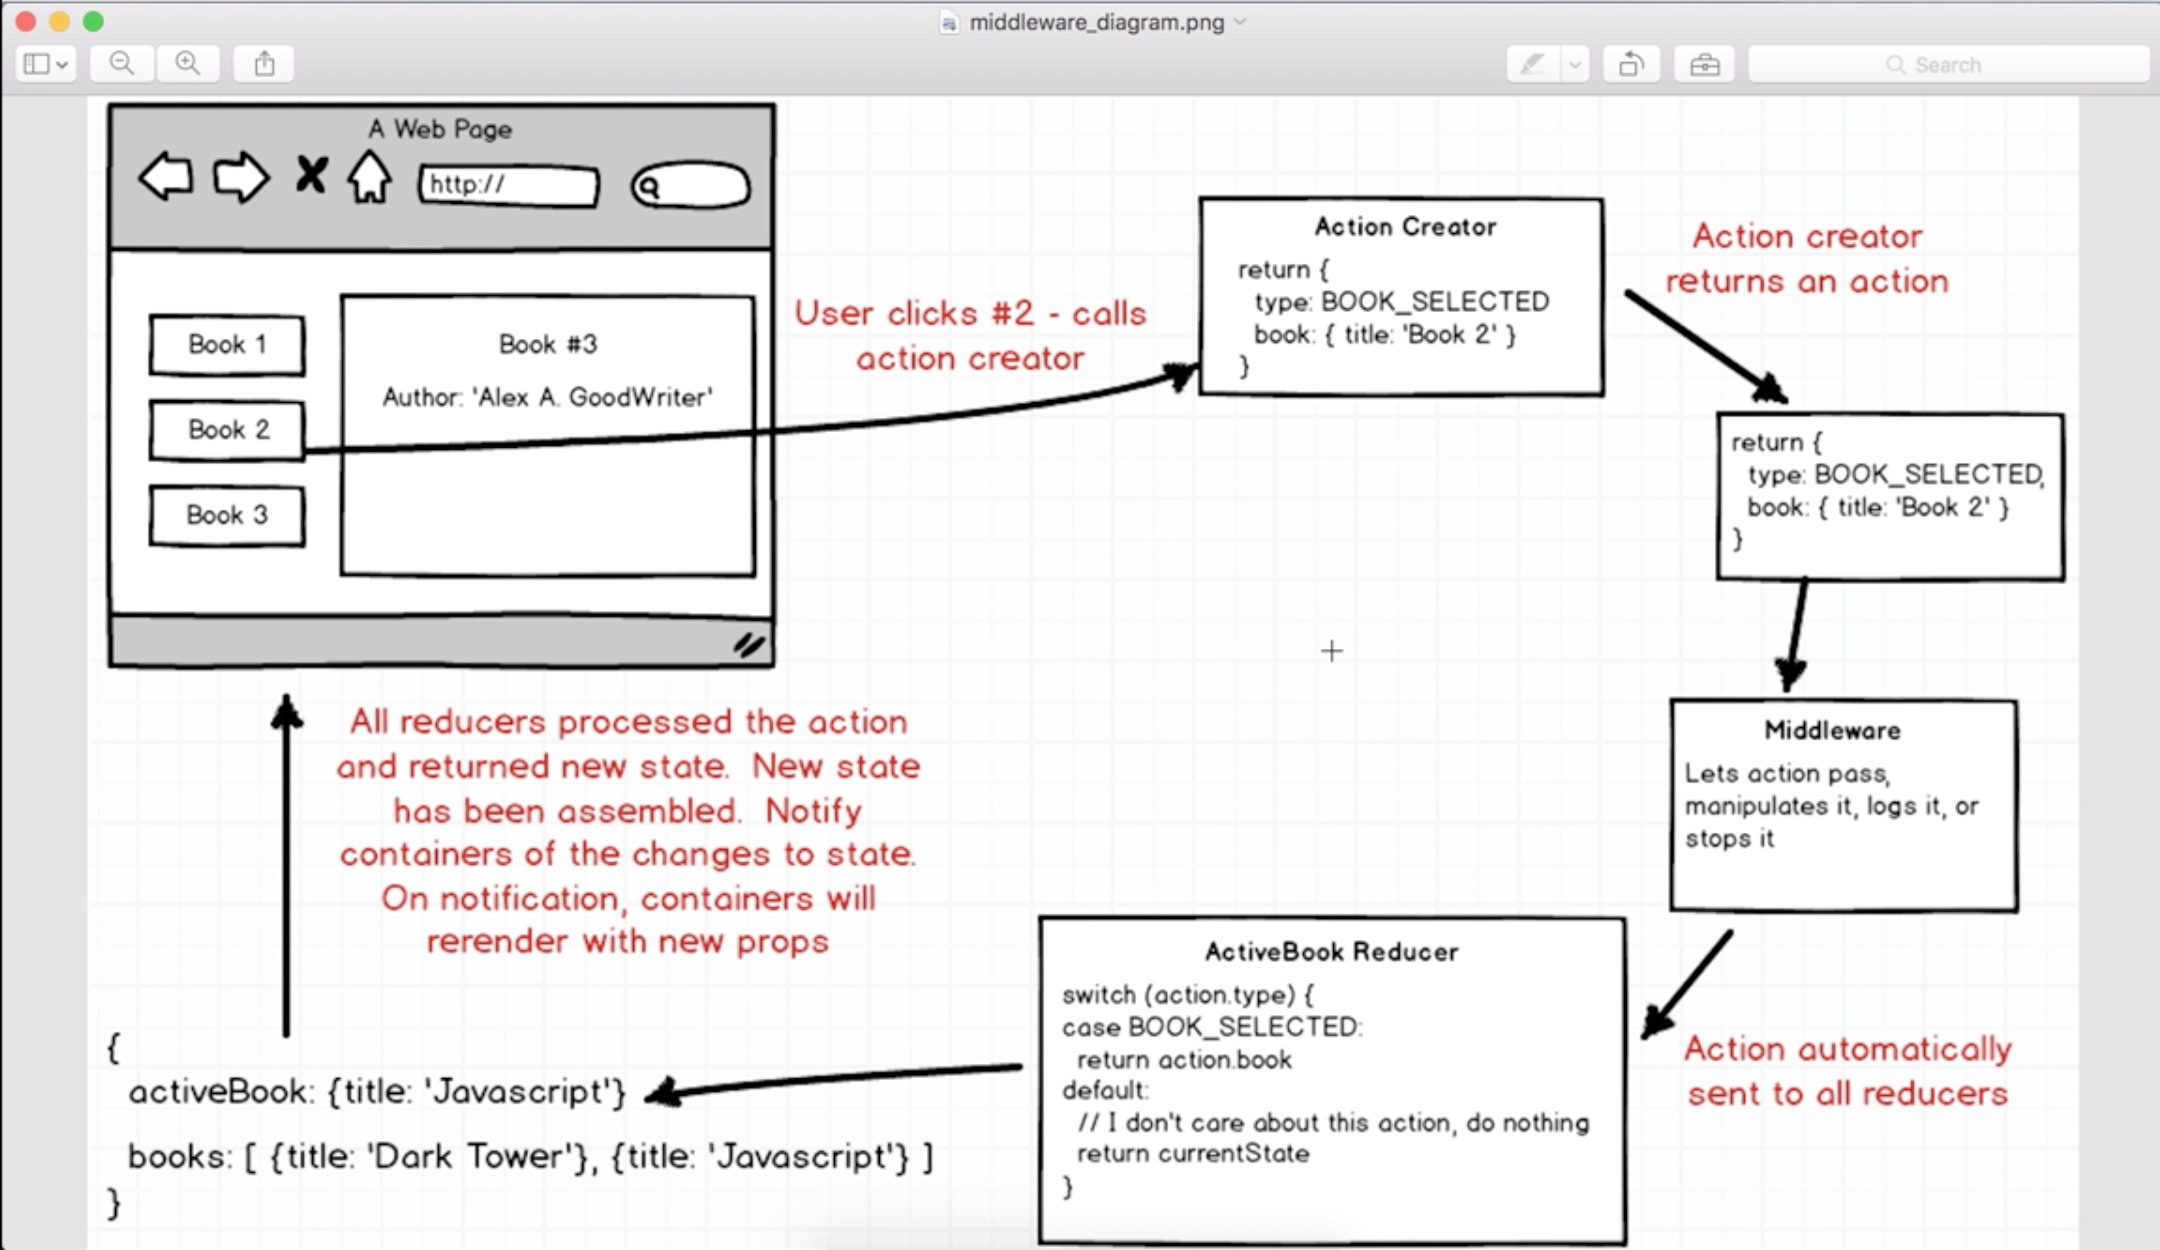 middleware_diagram.png
Search
A Web Page
http://
Book 1
Book 2
Book 3
Book #3
Author: 'Alex A. GoodWriter'
User clicks #2 - calls
action creator
Action Creator
return {
type: BOOK_SELECTED
book: { title: 'Book 2' }
}
Action creator
returns an action
return {
type: BOOK_SELECTED,
book: { title: 'Book 2' }
}
Middleware
Lets action pass,
manipulates it, logs it, or
stops it
Action automatically
sent to all reducers
ActiveBook Reducer
switch (action.type) {
case BOOK_SELECTED:
return action.book
default:
// I don't care about this action, do nothing
return currentState
}
{
activeBook: {title: 'Javascript'}
books: [ {title: 'Dark Tower'}, {title: 'Javascript'} ]
}
All reducers processed the action
and returned new state. New state
has been assembled. Notify
containers of the changes to state.
On notification, containers will
rerender with new props